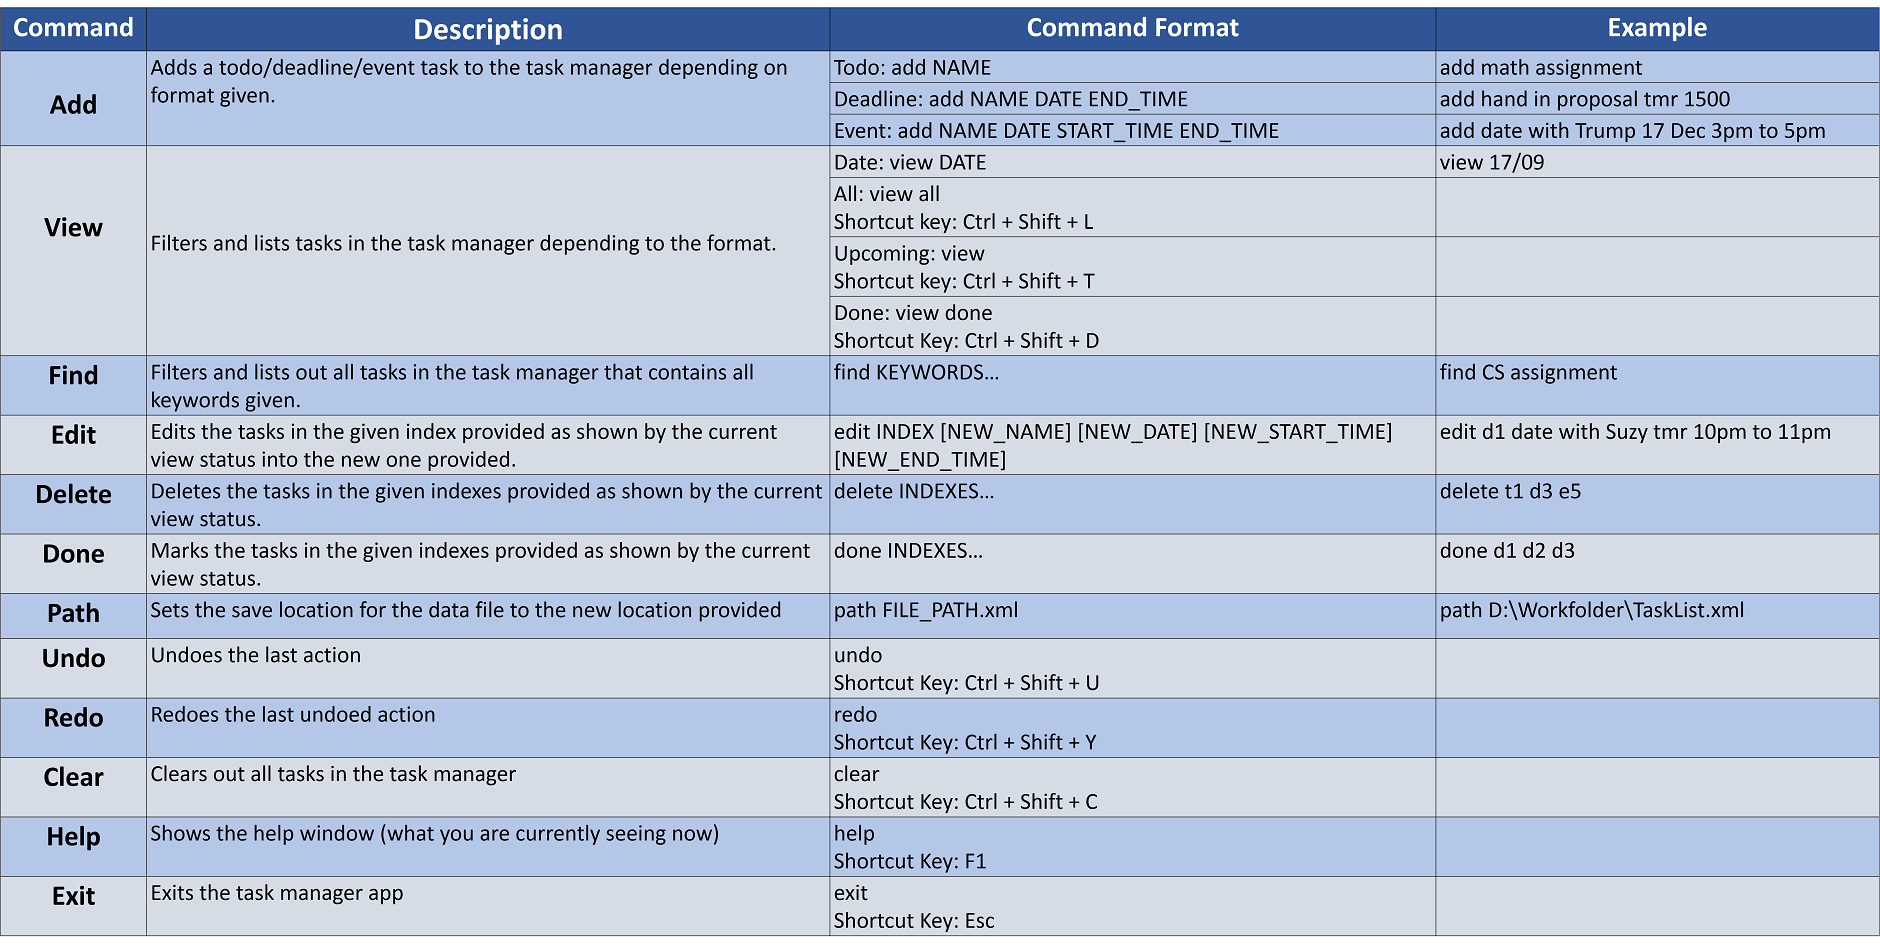 Command Description Command Format Example
Add
Adds a todo/deadline/event task to the task manager depending on
format given.
Todo: add NAME
add math assignment
Deadline: add NAME DATE END_TIME
add hand in proposal tmr 1500
Event: add NAME DATE START_TIME END_TIME
add date with Trump 17 Dec 3pm to 5pm
View
Filters and lists tasks in the task manager depending to the format.
Date: view DATE
view 17/09
All: view all
Shortcut key: Ctrl + Shift + L
Upcoming: view
Shortcut key: Ctrl + Shift + T
Done: view done
Shortcut Key: Ctrl + Shift + D
Find
Filters and lists out all tasks in the task manager that contains all
keywords given.
find KEYWORDS...
find CS assignment
Edit
Edits the tasks in the given index provided as shown by the current
view status into the new one provided.
edit INDEX [NEW_NAME] [NEW_DATE] [NEW_START_TIME]
[NEW_END_TIME]
edit d1 date with Suzy tmr 10pm to 11pm
Delete
Deletes the tasks in the given indexes provided as shown by the current
view status.
delete INDEXES...
delete t1 d3 e5
Done
Marks the tasks in the given indexes provided as shown by the current
view status.
done INDEXES...
done d1 d2 d3
Path
Sets the save location for the data file to the new location provided
path FILE_PATH.xml
path D:\Workfolder\TaskList.xml
Undo
Undoes the last action
undo
Shortcut Key: Ctrl + Shift + U
Redo
Redoes the last undoed action
redo
Shortcut Key: Ctrl + Shift + Y
Clear
Clears out all tasks in the task manager
clear
Shortcut Key: Ctrl + Shift + C
Help
Shows the help window (what you are currently seeing now)
help
Shortcut Key: F1
Exit
Exits the task manager app
exit
Shortcut Key: Esc